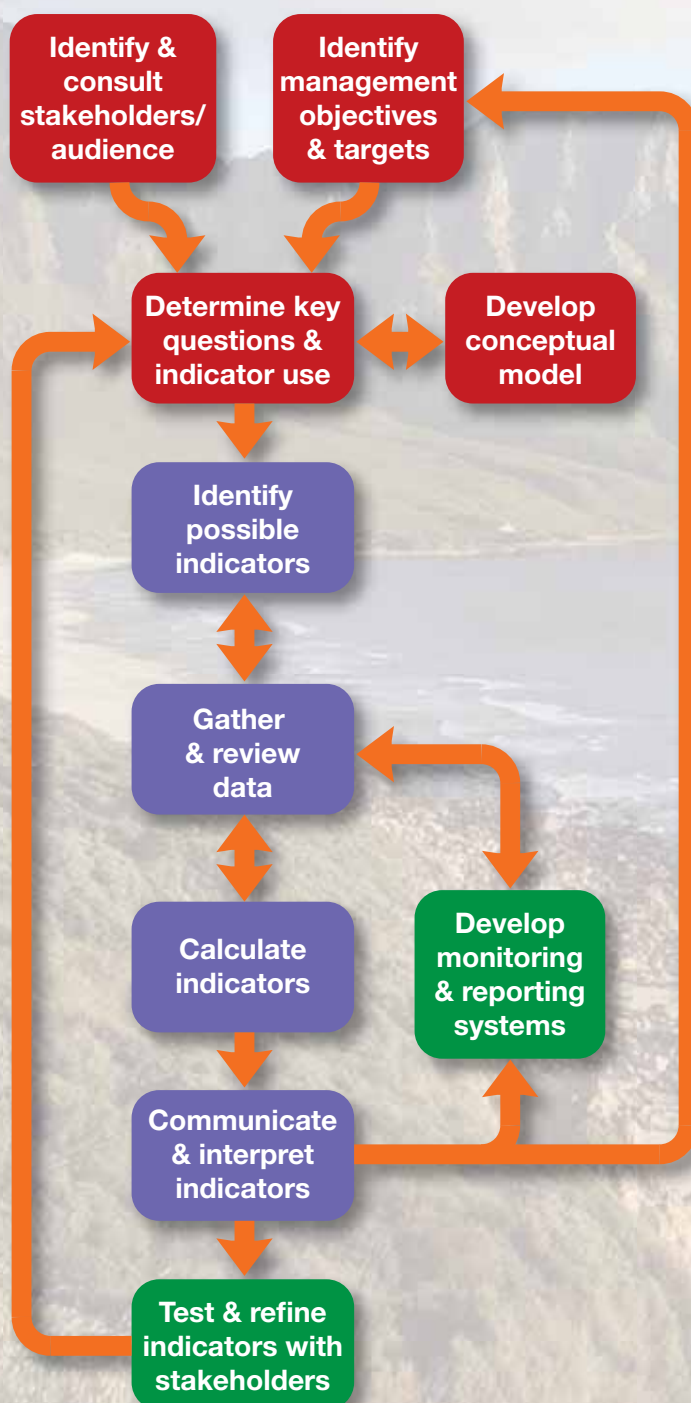 Identify &
consult
stakeholders/
audience
Identify
management
objectives
& targets
Determine key
questions &
indicator use
Develop
conceptual
model
Identify
possible
indicators
Gather
& review
data
Calculate
indicators
Develop
monitoring
& reporting
systems
Communicate
& interpret
indicators
Test & refine
indicators with
stakeholders